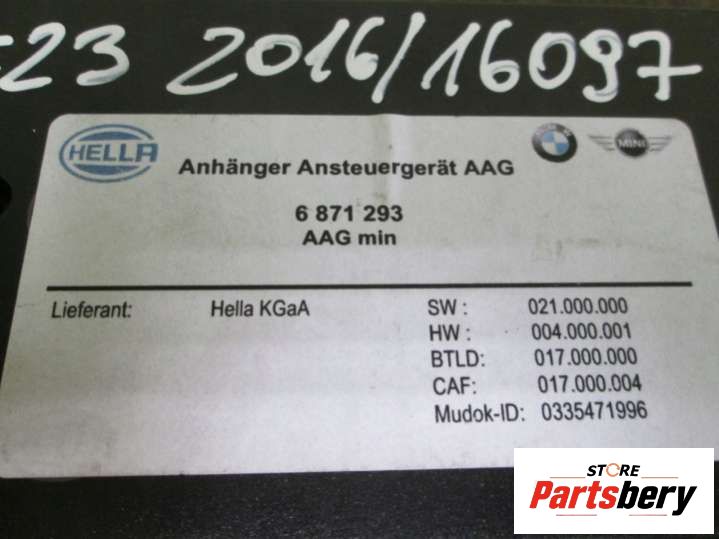 23 2016/16097
HELLA
BMW
MINI
Anhänger Ansteuergerät AAG
6 871 293
AAG min
Lieferant: Hella KGaA
SW : 021.000.000
HW : 004.000.001
BTLD: 017.000.000
CAF: 017.000.004
Mudok-ID: 0335471996
STORE
Partsbery